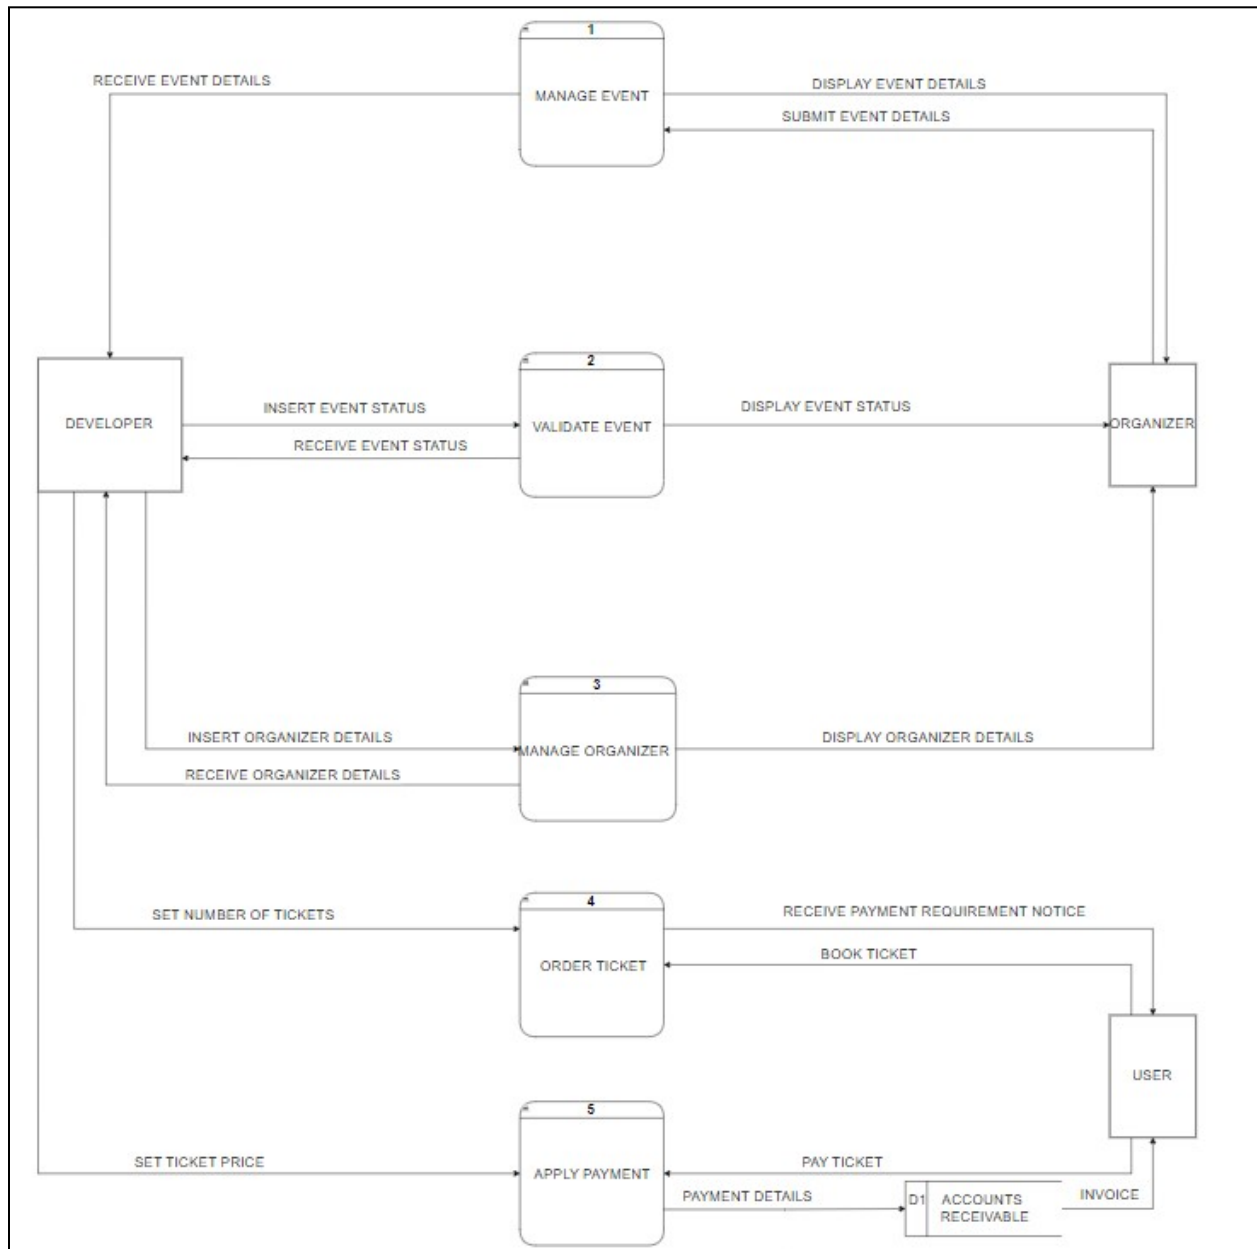 1
RECEIVE EVENT DETAILS
MANAGE EVENT
DISPLAY EVENT DETAILS
SUBMIT EVENT DETAILS
2
DEVELOPER
INSERT EVENT STATUS
RECEIVE EVENT STATUS
VALIDATE EVENT
DISPLAY EVENT STATUS
ORGANIZER
3
INSERT ORGANIZER DETAILS
RECEIVE ORGANIZER DETAILS
MANAGE ORGANIZER
DISPLAY ORGANIZER DETAILS
4
SET NUMBER OF TICKETS
ORDER TICKET
RECEIVE PAYMENT REQUIREMENT NOTICE
BOOK TICKET
USER
5
SET TICKET PRICE
APPLY PAYMENT
PAY TICKET
PAYMENT DETAILS
D1
ACCOUNTS
RECEIVABLE
INVOICE